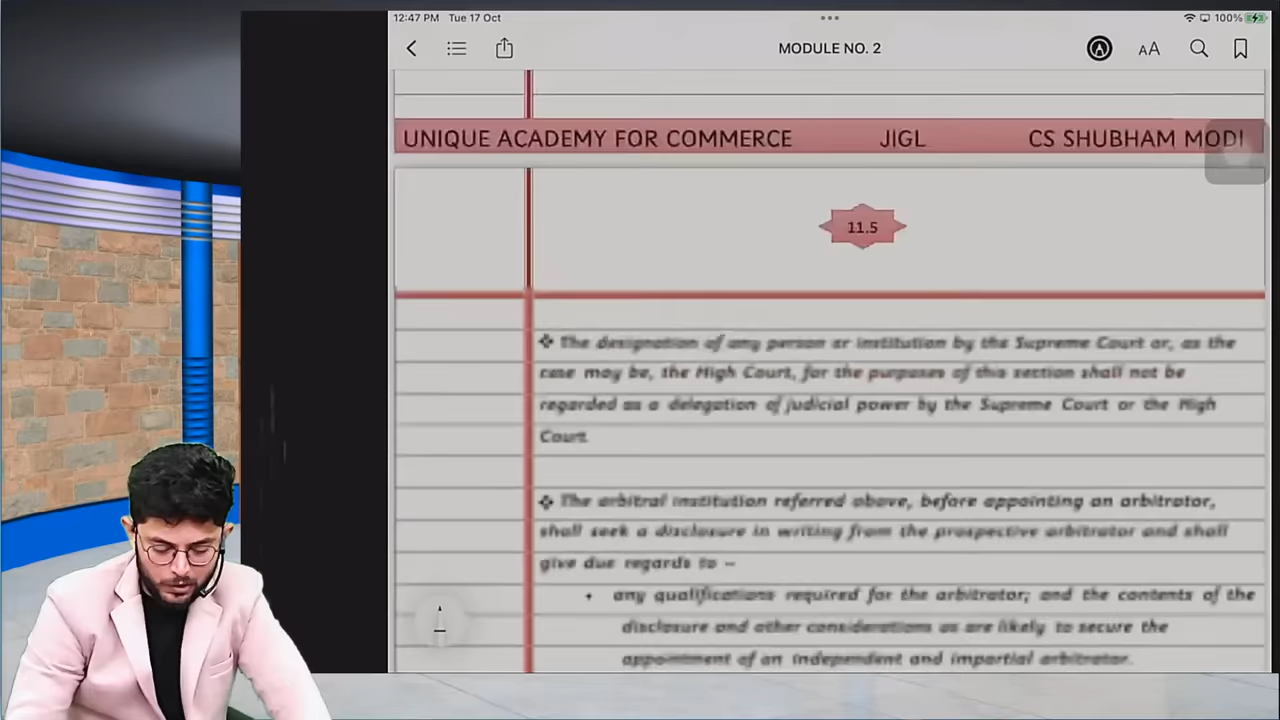 12:47 PM Tue 17 Oct
100%
MODULE NO. 2
AA
UNIQUE ACADEMY FOR COMMERCE JIGL CS SHUBHAM MODI
11.5
❖ The designation of any person or institution by the Supreme Court or, as the
case may be, the High Court, for the purposes of this section shall not be
regarded as a delegation of judicial power by the Supreme Court or the High
Court.
❖ The arbitral institution referred above, before appointing an arbitrator,
shall seek a disclosure in writing from the prospective arbitrator and shall
give due regards to –
• any qualifications required for the arbitrator; and the contents of the
disclosure and other considerations as are likely to secure the
appointment of an independent and impartial arbitrator.